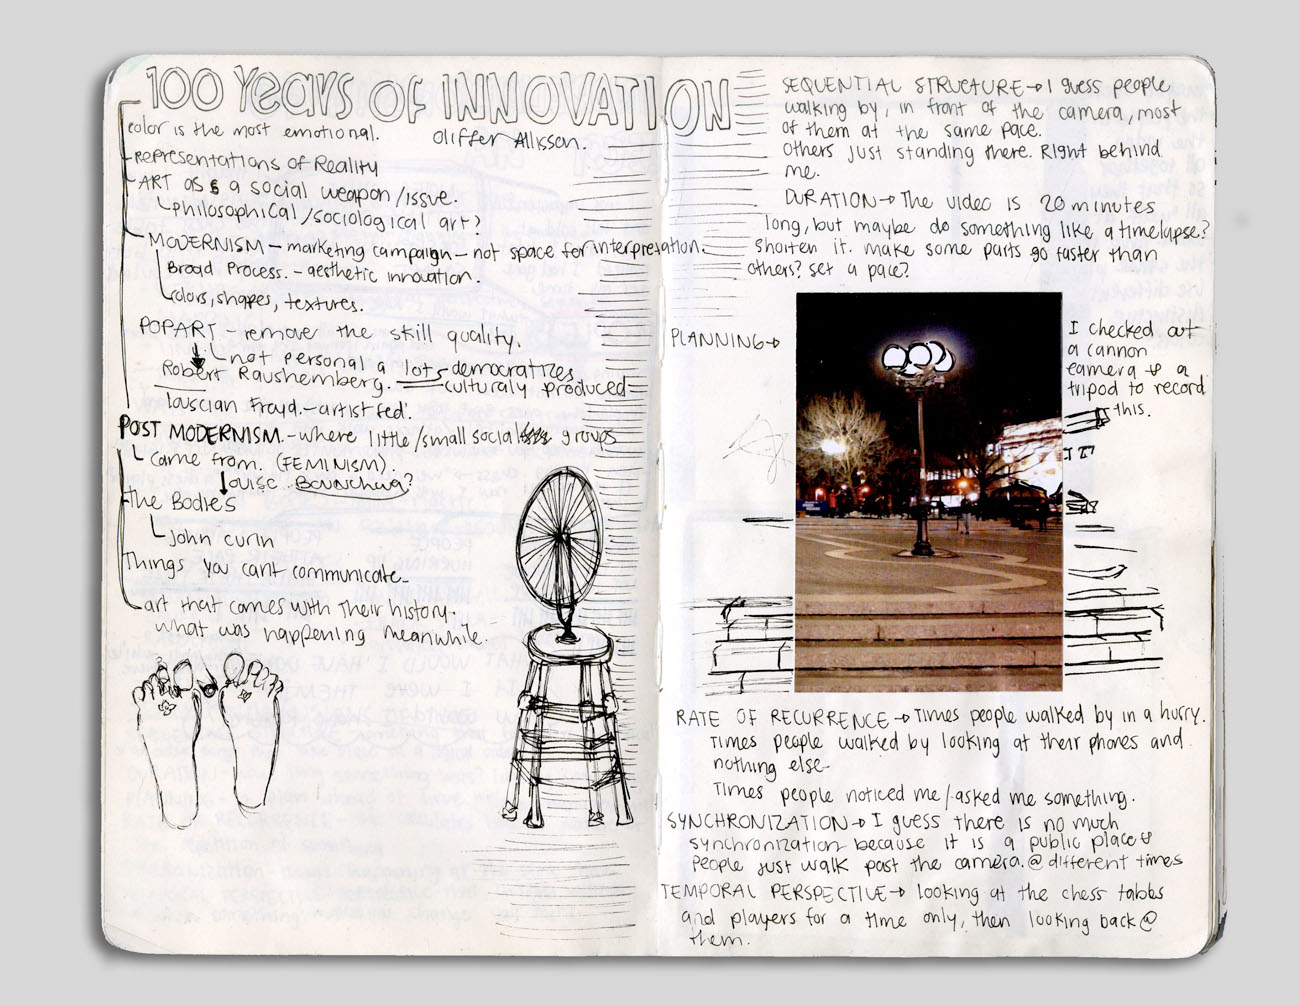 100 Years OF INNOVATION
color is the most emotional.
Oliffer Allisson.
Representations of Reality
ART as a social weapon/issue.
Philosophical/sociological art?
MODERNISM - marketing campaign - not space for interpretation.
Broad Process. - aesthetic innovation
colors, shapes, textures.
POPART - remove the still quality.
not personal a lot democratizes
Robert Raushemberg. culturaly produced
Louscian Froyd. - artist fed.
POST MODERNISM. - where little/small social groups
came from. (FEMINISM).
Louise Bouncheua?
The Bodies
John curin
Things you cant communicate
art that comes with their history.
what was happening meanwhile.
SEQUENTIAL STRUCTURE → I guess people
walking by, in front of the camera, most
of them at the same pace.
Others just standing there. Right behind
me.
DURATION → The video is 20 minutes
long, but maybe do something like a timelapse?
shorten it. make some parts go faster than
others? set a pace?
PLANNING →
I checked out
a cannon
camera & a
tripod to record
this.
RATE OF RECURRENCE → Times people walked by in a hurry.
Times people walked by looking at their phones and
nothing else
Times people noticed me/asked me something.
SYNCHRONIZATION → I guess there is no much
synchronization because it is a public place &
people just walk past the camera @ different times
TEMPORAL PERSPECTIVE → looking at the chess tables
and players for a time only, then looking back @
them.